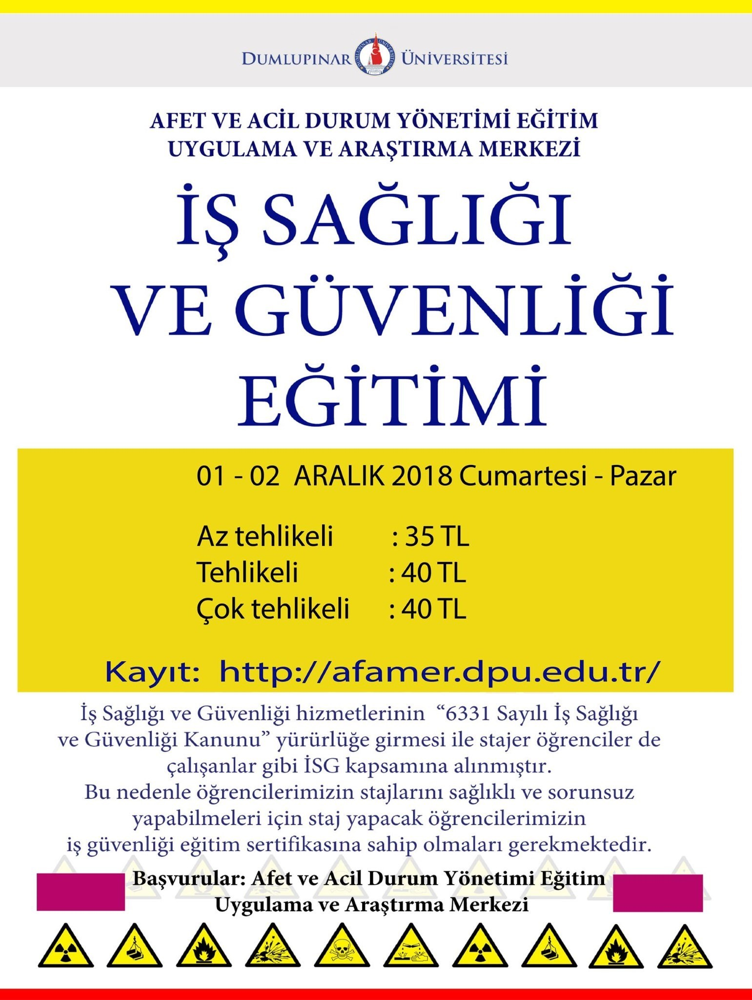 DUMLUPINAR ÜNİVERSİTESİ
AFET VE ACİL DURUM YÖNETİMİ EĞİTİM
UYGULAMA VE ARAŞTIRMA MERKEZİ
İŞ SAĞLIĞI
VE GÜVENLİĞİ
EĞİTİMİ
01 - 02 ARALIK 2018 Cumartesi - Pazar
Az tehlikeli : 35 TL
Tehlikeli : 40 TL
Çok tehlikeli : 40 TL
Kayıt: http://afamer.dpu.edu.tr/
İş Sağlığı ve Güvenliği hizmetlerinin “6331 Sayılı İş Sağlığı
ve Güvenliği Kanunu” yürürlüğe girmesi ile stajer öğrenciler de
çalışanlar gibi İSG kapsamına alınmıştır.
Bu nedenle öğrencilerimizin stajlarını sağlıklı ve sorunsuz
yapabilmeleri için staj yapacak öğrencilerimizin
iş güvenliği eğitim sertifikasına sahip olmaları gerekmektedir.
Başvurular: Afet ve Acil Durum Yönetimi Eğitim
Uygulama ve Araştırma Merkezi